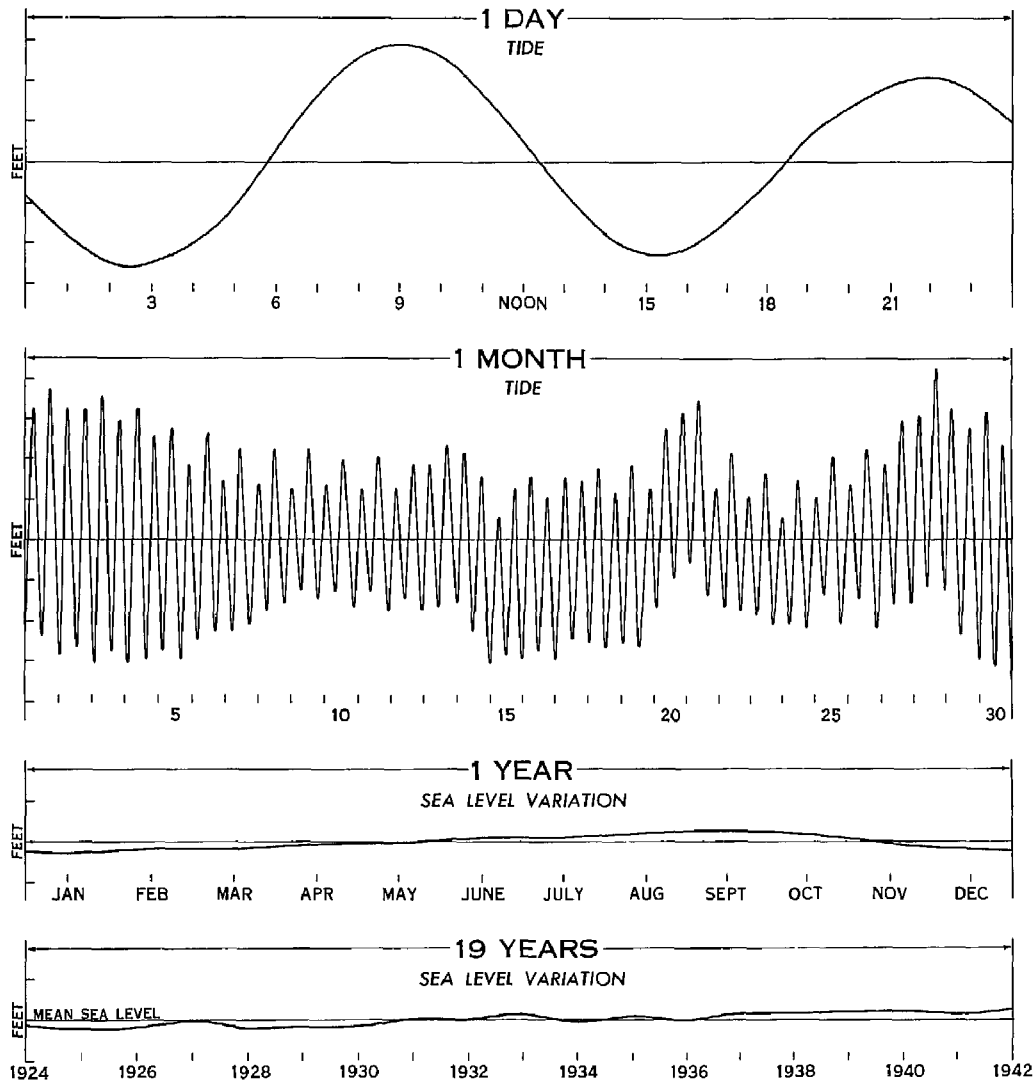 1 DAY
TIDE
FEET
3 6 9 NOON 15 18 21
1 MONTH
TIDE
FEET
5 10 15 20 25 30
1 YEAR
SEA LEVEL VARIATION
FEET
JAN FEB MAR APR MAY JUNE JULY AUG SEPT OCT NOV DEC
19 YEARS
SEA LEVEL VARIATION
FEET
MEAN SEA LEVEL
1924 1926 1928 1930 1932 1934 1936 1938 1940 1942